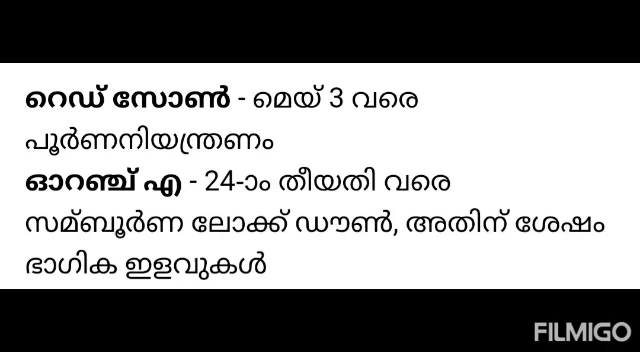 റെഡ് സോൺ - മെയ് 3 വരെ
പൂർണനിയന്ത്രണം
ഓറഞ്ച് എ - 24-ാം തീയതി വരെ
സമ്ബൂർണ ലോക്ക് ഡൗൺ, അതിന് ശേഷം
ഭാഗിക ഇളവുകൾ
FILMIGO